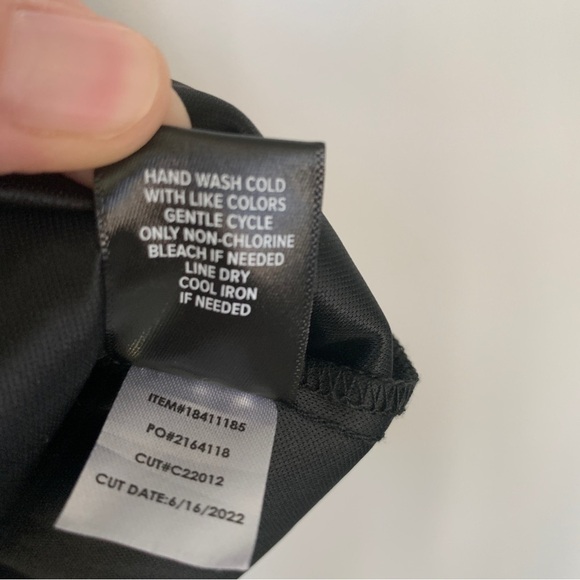 HAND WASH COLD
WITH LIKE COLORS
GENTLE CYCLE
ONLY NON-CHLORINE
BLEACH IF NEEDED
LINE DRY
COOL IRON
IF NEEDED
ITEM#18411185
PO#2164118
CUT#C22012
CUT DATE:6/16/2022